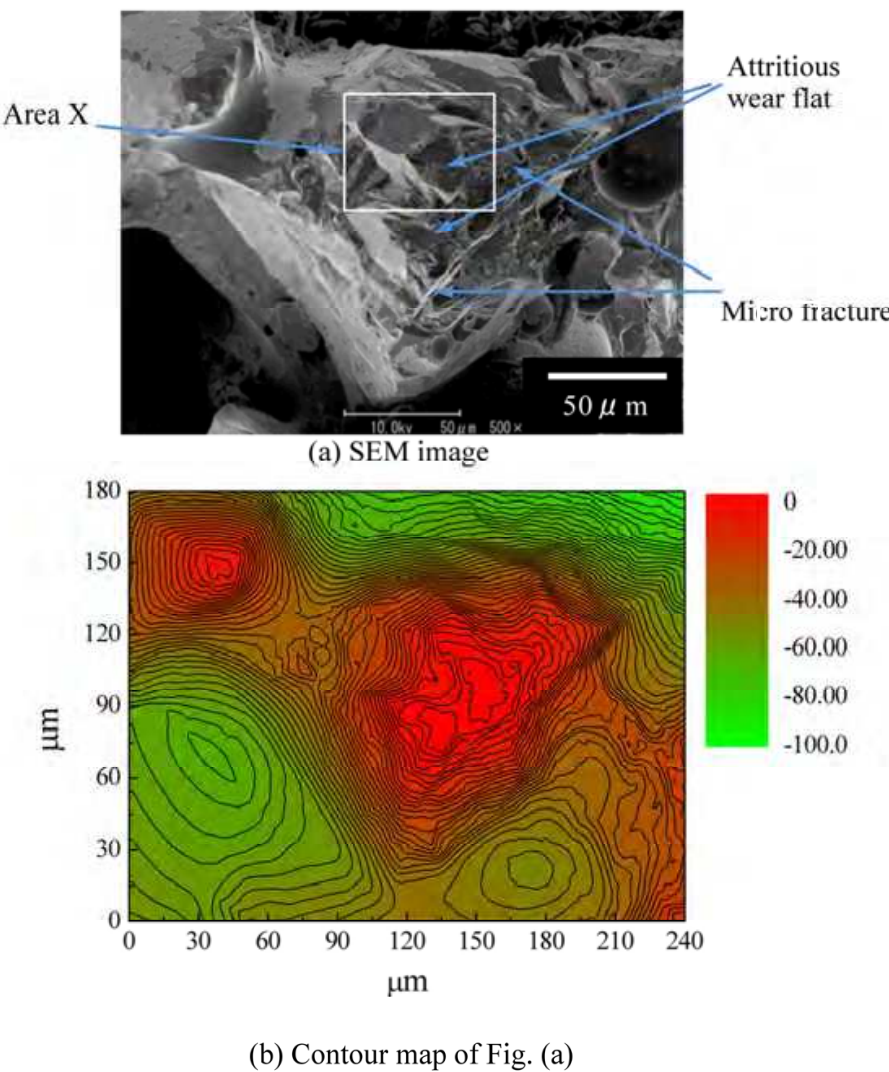 Attritious
wear flat
Area X
Micro fracture
50 μ m
10.0kv 50μm 500×
(a) SEM image
180
150
120
90
60
30
0
μm
0 30 60 90 120 150 180 210 240
μm
0
-20.00
-40.00
-60.00
-80.00
-100.0
(b) Contour map of Fig. (a)